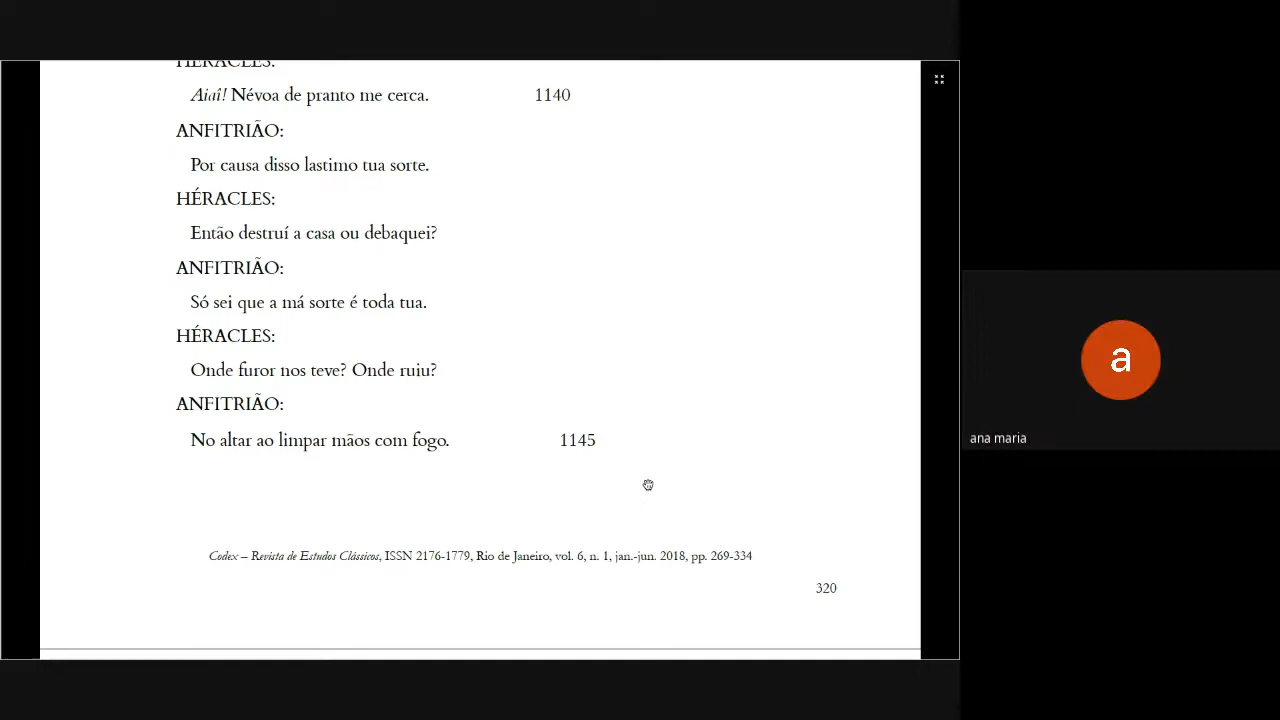 HÉRACLES:
Aiaî! Névoa de pranto me cerca. 1140
ANFITRIÃO:
Por causa disso lastimo tua sorte.
HÉRACLES:
Então destruí a casa ou debaquei?
ANFITRIÃO:
Só sei que a má sorte é toda tua.
HÉRACLES:
Onde furor nos teve? Onde ruiu?
ANFITRIÃO:
No altar ao limpar mãos com fogo. 1145
Codex – Revista de Estudos Clássicos, ISSN 2176-1779, Rio de Janeiro, vol. 6, n. 1, jan.-jun. 2018, pp. 269-334
320
a
ana maria